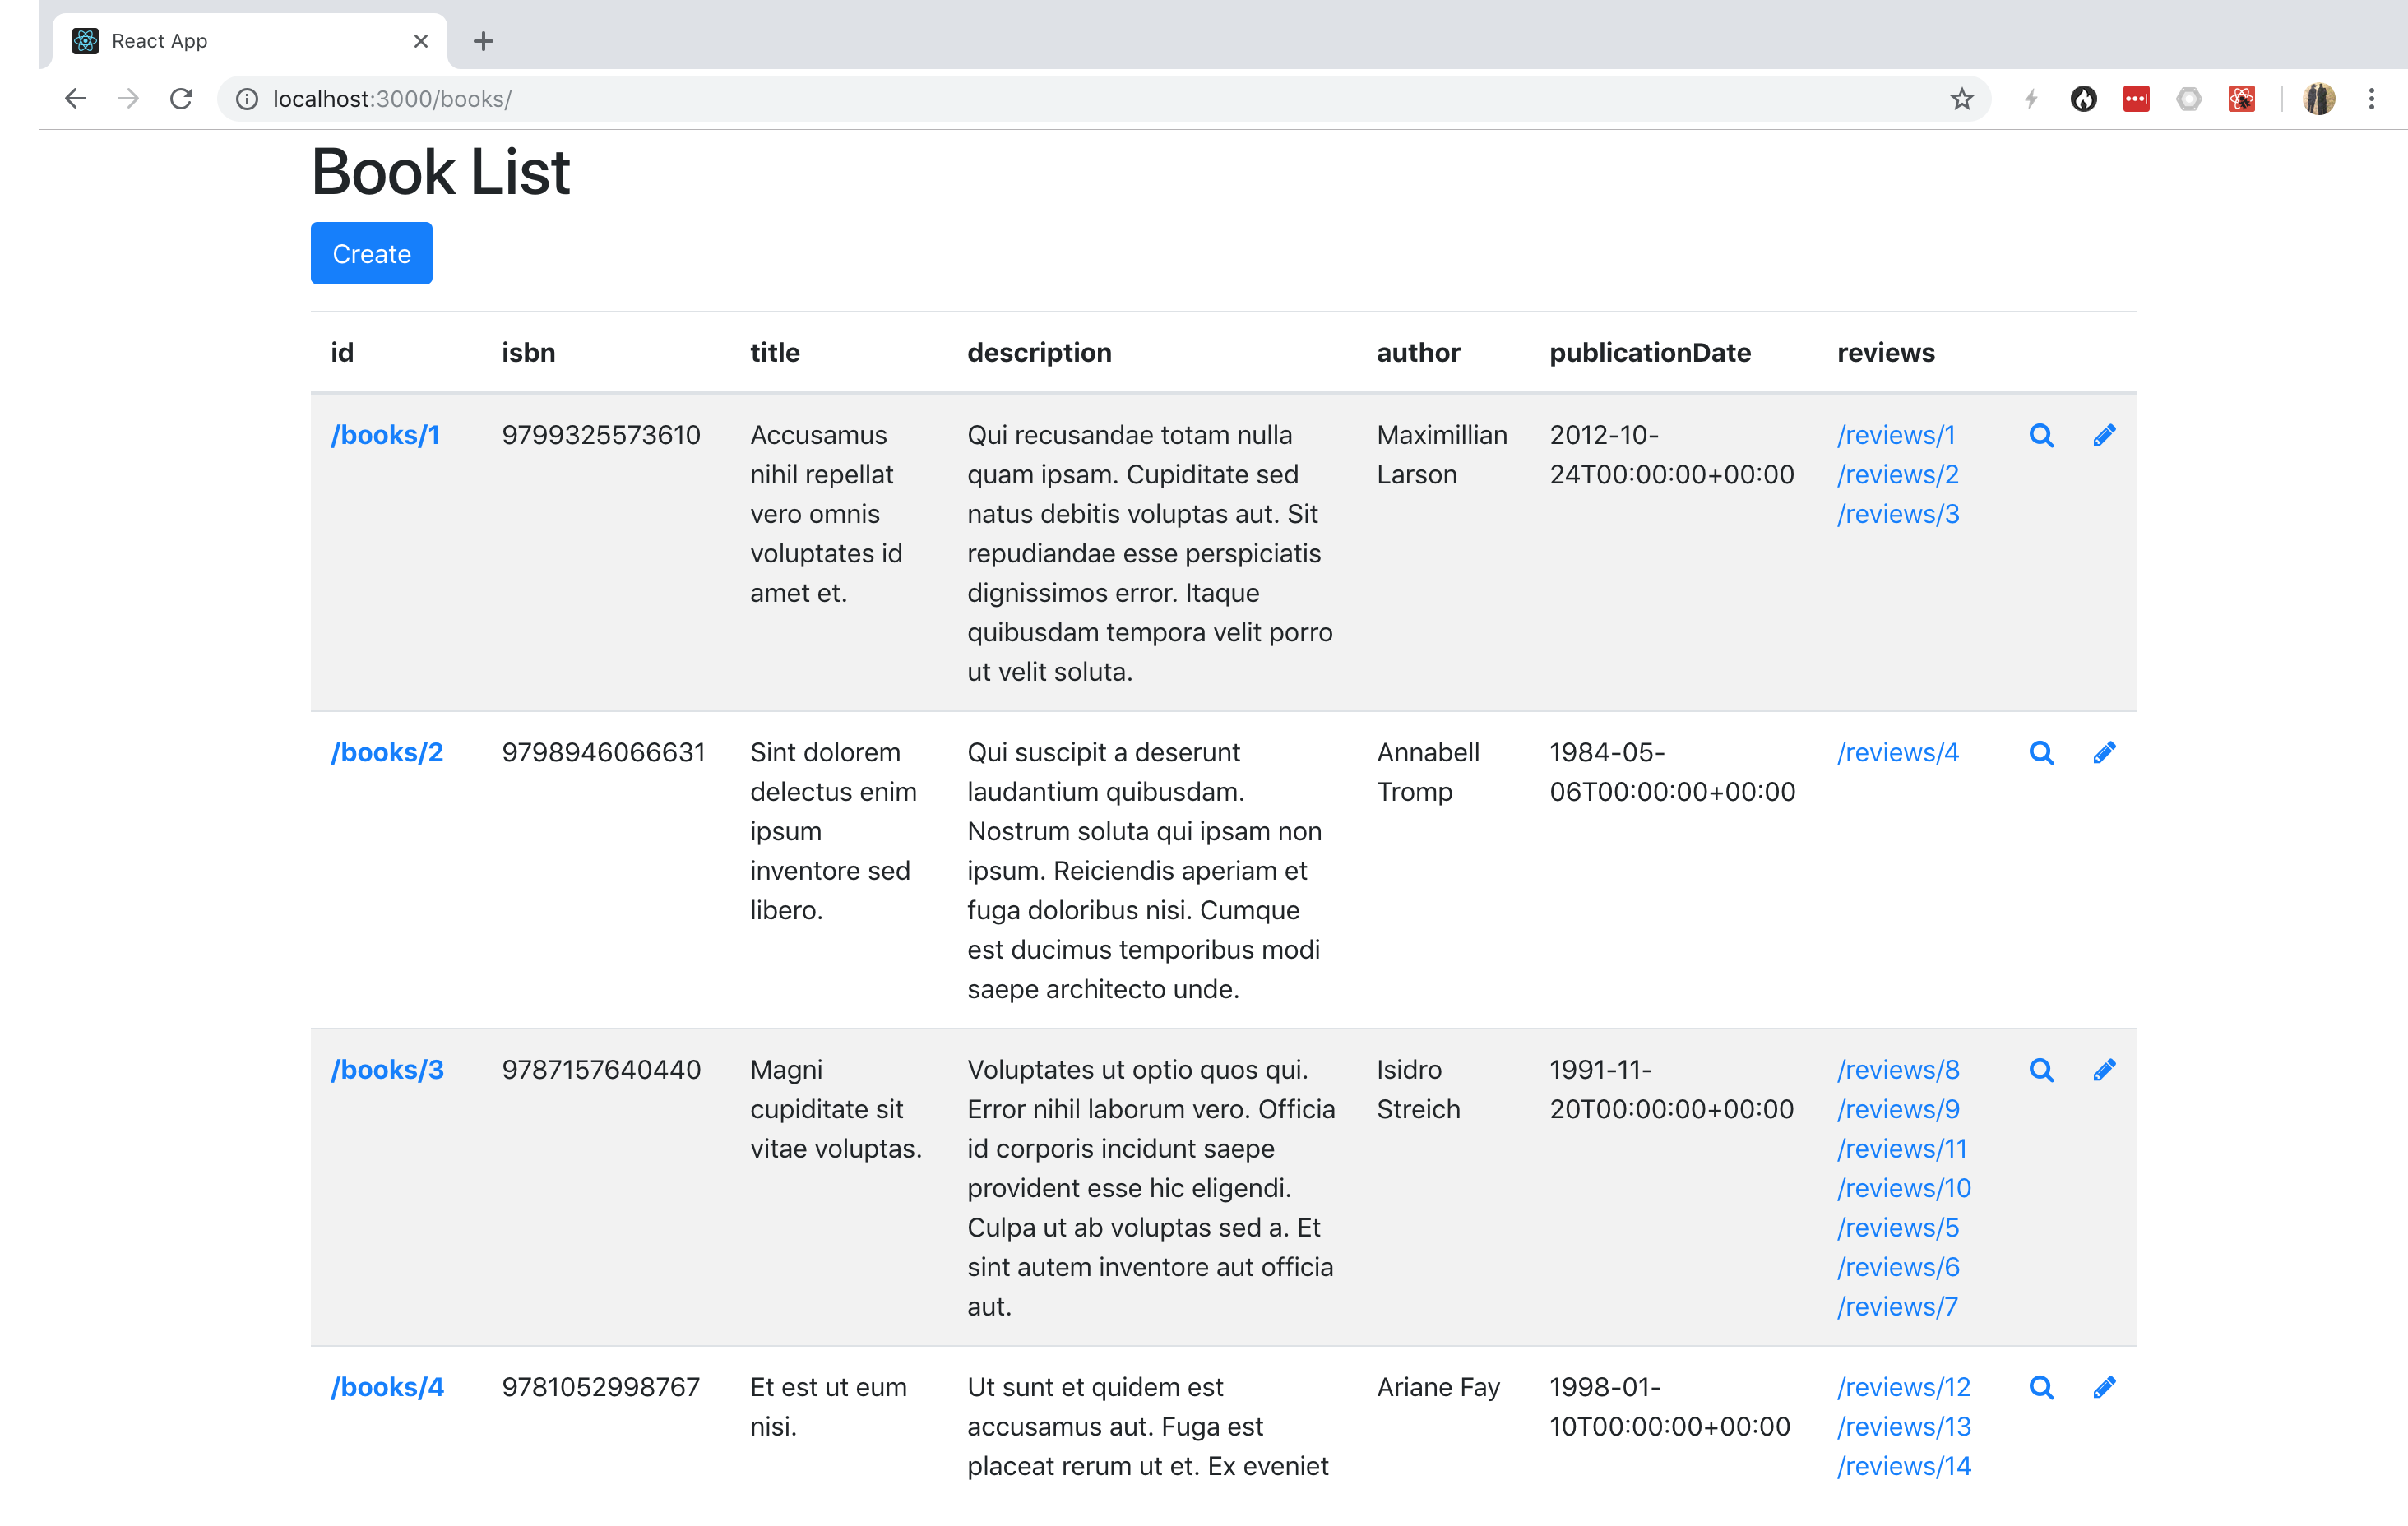 React App
localhost:3000/books/
Book List
Create
id isbn title description author publicationDate reviews
/books/1 9799325573610 Accusamus Qui recusandae totam nulla Maximillian 2012-10- /reviews/1
nihil repellat quam ipsam. Cupiditate sed Larson 24T00:00:00+00:00 /reviews/2
vero omnis natus debitis voluptas aut. Sit /reviews/3
voluptates id repudiandae esse perspiciatis
amet et. dignissimos error. Itaque
quibusdam tempora velit porro
ut velit soluta.
/books/2 9798946066631 Sint dolorem Qui suscipit a deserunt Annabell 1984-05- /reviews/4
delectus enim laudantium quibusdam. Tromp 06T00:00:00+00:00
ipsum Nostrum soluta qui ipsam non
inventore sed ipsum. Reiciendis aperiam et
libero. fuga doloribus nisi. Cumque
est ducimus temporibus modi
saepe architecto unde.
/books/3 9787157640440 Magni Voluptates ut optio quos qui. Isidro 1991-11- /reviews/8
cupiditate sit Error nihil laborum vero. Officia Streich 20T00:00:00+00:00 /reviews/9
vitae voluptas. id corporis incidunt saepe /reviews/11
provident esse hic eligendi. /reviews/10
Culpa ut ab voluptas sed a. Et /reviews/5
sint autem inventore aut officia /reviews/6
aut. /reviews/7
/books/4 9781052998767 Et est ut eum Ut sunt et quidem est Ariane Fay 1998-01- /reviews/12
nisi. accusamus aut. Fuga est 10T00:00:00+00:00 /reviews/13
placeat rerum ut et. Ex eveniet /reviews/14